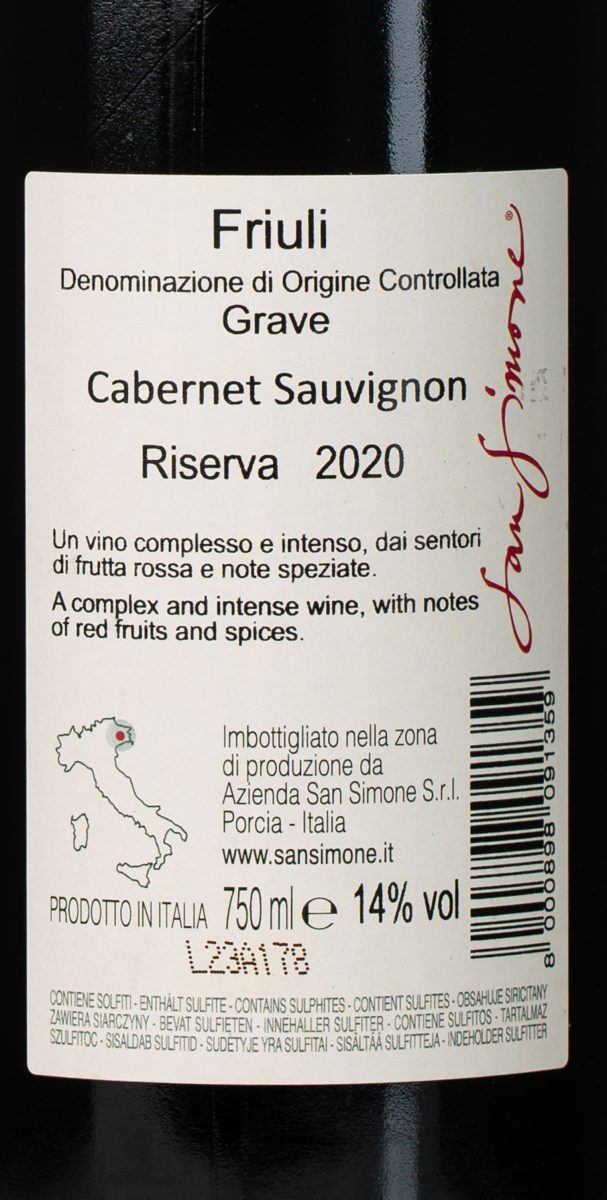 Friuli
Denominazione di Origine Controllata
Grave
Cabernet Sauvignon
Riserva 2020
San Simone®
Un vino complesso e intenso, dai sentori
di frutta rossa e note speziate.
A complex and intense wine, with notes
of red fruits and spices.
Imbottigliato nella zona
di produzione da
Azienda San Simone S.r.l.
Porcia - Italia
www.sansimone.it
PRODOTTO IN ITALIA 750 ml e 14% vol
8 000898 091359
L23A178
CONTIENE SOLFITI - ENTHÄLT SULFITE - CONTAINS SULPHITES - CONTIENT SULFITES - OBSAHUJE SIRICITANY
ZAWIERA SIARCZYNY - BEVAT SULFIETEN - INNEHALLER SULFITER - CONTIENE SULFITOS - TARTALMAZ
SZULFITOC - SISALDAB SULFITID - SUDĖTYJE YRA SULFITAI - SISÄLTÄÄ SULFITTEJA - INDEHOLDER SULFITTER